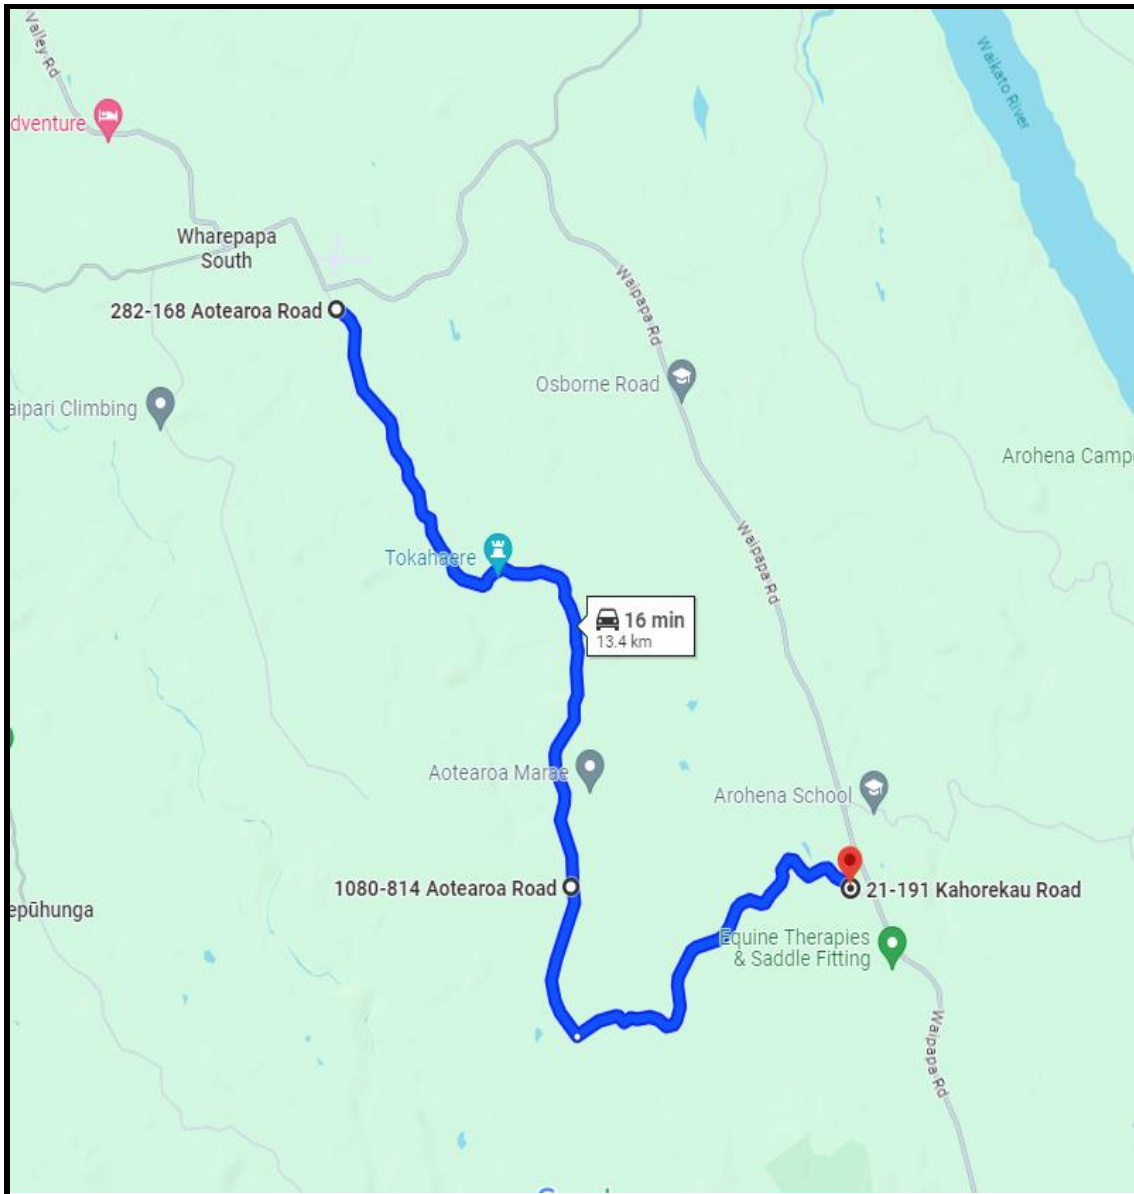 Valley Rd
Waikato River
dventure
Wharepapa
South
282-168 Aotearoa Road
Waipapa Rd
Osborne Road
aipari Climbing
Arohena Camp
Waipapa Rd
Tokahaere
16 min
13.4 km
Aotearoa Marae
Arohena School
1080-814 Aotearoa Road
21-191 Kahorekau Road
epūhunga
Equine Therapies
& Saddle Fitting
Waipapa Rd